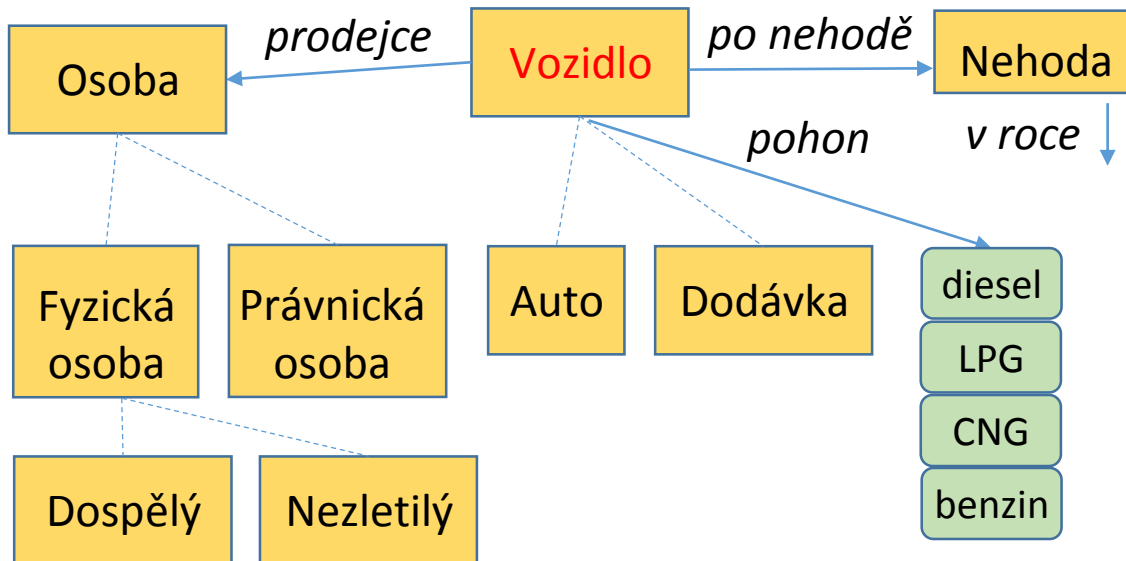 prodejce
po nehodě
Osoba
Vozidlo
Nehoda
pohon
v roce
Fyzická
osoba
Právnická
osoba
Auto
Dodávka
diesel
LPG
CNG
benzin
Dospělý
Nezletilý